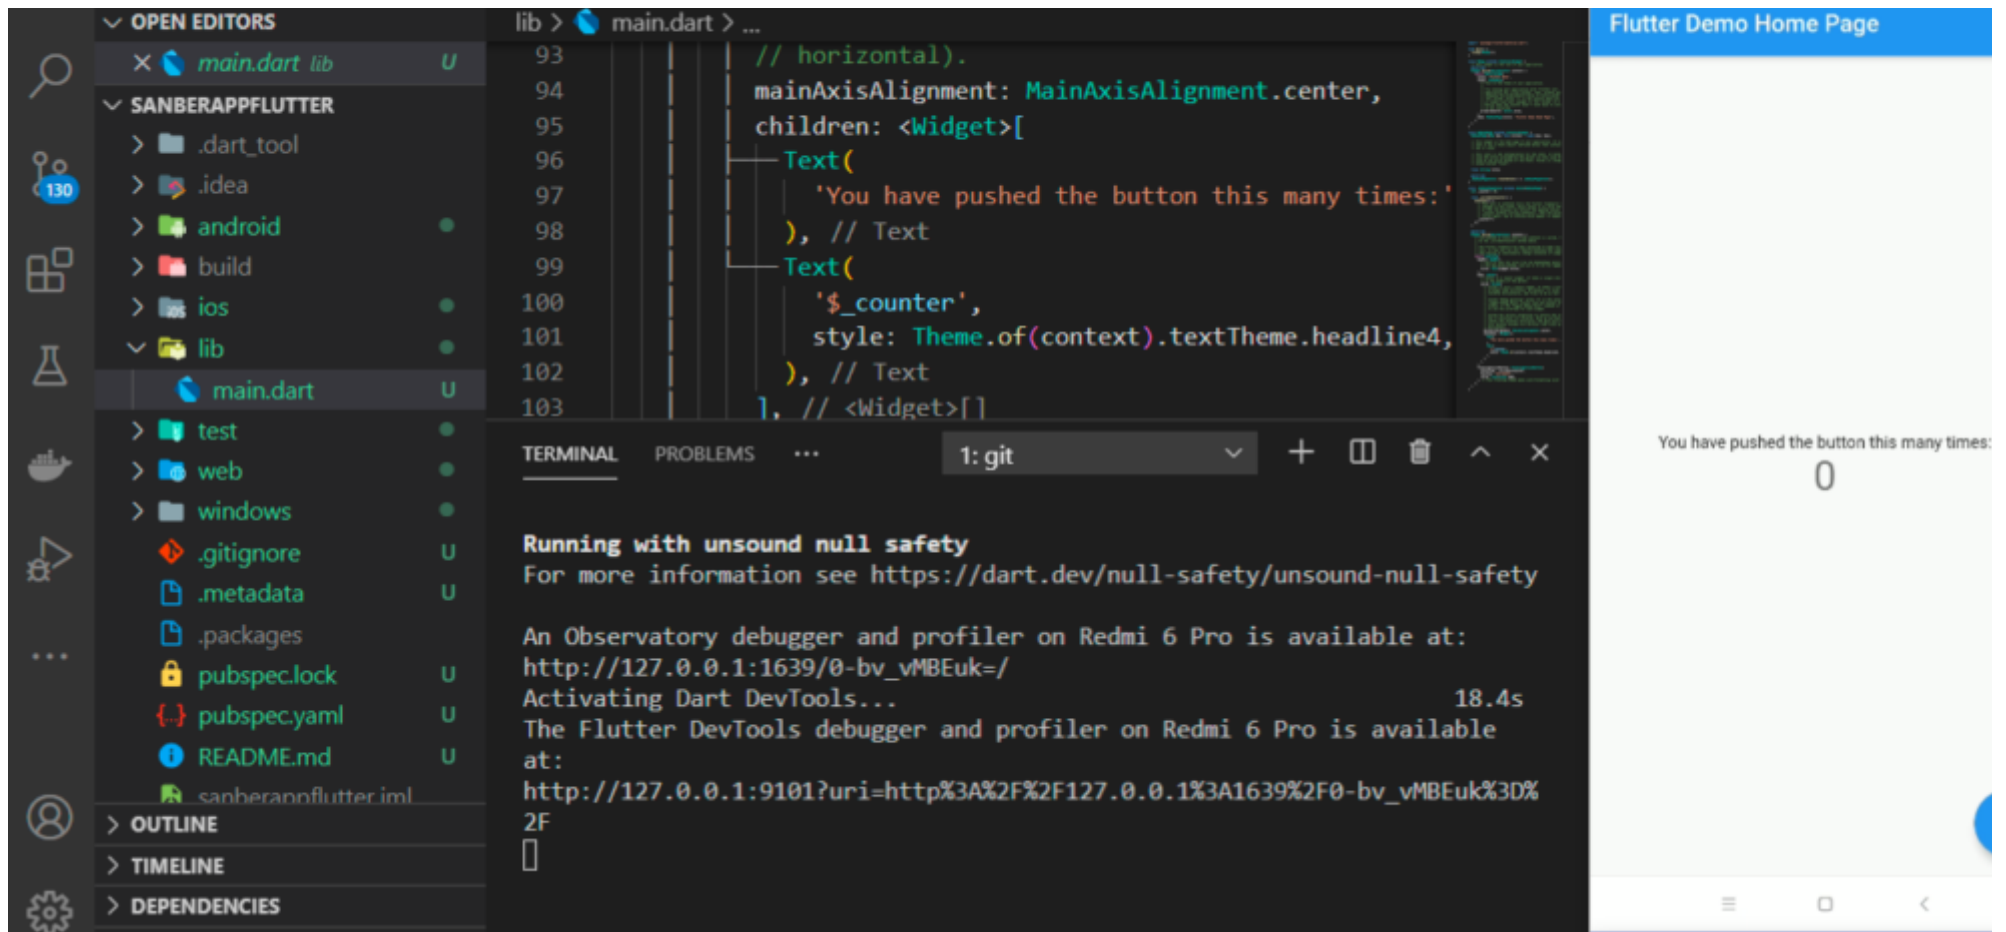 OPEN EDITORS
main.dart lib U
130
SANBERAPPFLUTTER
.dart_tool
.idea
android
build
ios
lib
main.dart U
test
web
windows
.gitignore U
.metadata U
.packages
pubspec.lock U
pubspec.yaml U
README.md U
sanberappflutter.iml
OUTLINE
TIMELINE
DEPENDENCIES
lib > main.dart > ...
93 // horizontal).
94 mainAxisAlignment: MainAxisAlignment.center,
95 children: <Widget>[
96 Text(
97 'You have pushed the button this many times:'
98 ), // Text
99 Text(
100 '$_counter',
101 style: Theme.of(context).textTheme.headline4,
102 ), // Text
103 ], // <Widget>[]
TERMINAL PROBLEMS ··· 1: git
Running with unsound null safety
For more information see https://dart.dev/null-safety/unsound-null-safety
An Observatory debugger and profiler on Redmi 6 Pro is available at:
http://127.0.0.1:1639/0-bv_vMBEuk=/
Activating Dart DevTools... 18.4s
The Flutter DevTools debugger and profiler on Redmi 6 Pro is available
at:
http://127.0.0.1:9101?uri=http%3A%2F%2F127.0.0.1%3A1639%2F0-bv_vMBEuk%3D%
2F
Flutter Demo Home Page
You have pushed the button this many times:
0